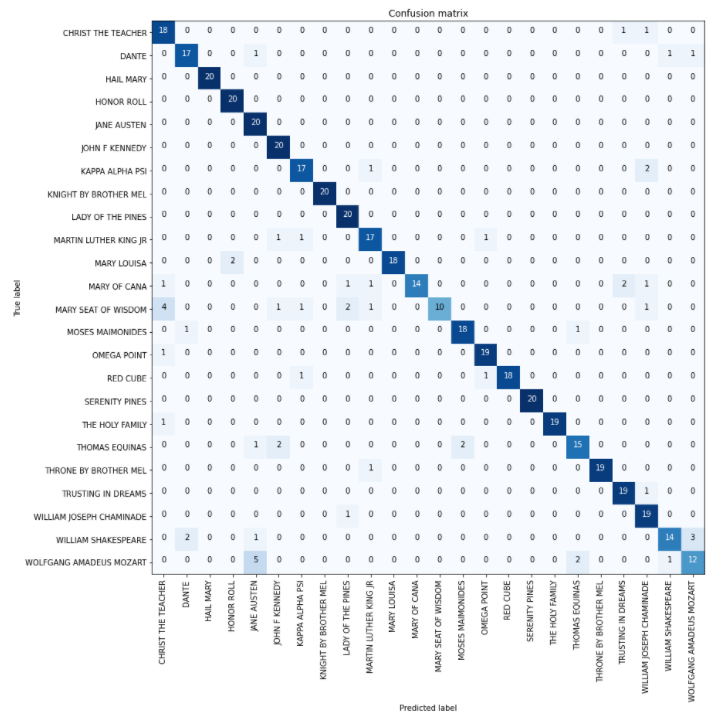 Confusion matrix
CHRIST THE TEACHER 18 0 0 0 0 0 0 0 0 0 0 0 0 0 0 0 0 0 0 0 1 1 0 0
DANTE 0 17 0 0 1 0 0 0 0 0 0 0 0 0 0 0 0 0 0 0 0 0 1 1
HAIL MARY 0 0 20 0 0 0 0 0 0 0 0 0 0 0 0 0 0 0 0 0 0 0 0 0
HONOR ROLL 0 0 0 20 0 0 0 0 0 0 0 0 0 0 0 0 0 0 0 0 0 0 0 0
JANE AUSTEN 0 0 0 0 20 0 0 0 0 0 0 0 0 0 0 0 0 0 0 0 0 0 0 0
JOHN F KENNEDY 0 0 0 0 0 20 0 0 0 0 0 0 0 0 0 0 0 0 0 0 0 0 0 0
KAPPA ALPHA PSI 0 0 0 0 0 0 17 0 0 1 0 0 0 0 0 0 0 0 0 0 0 2 0 0
KNIGHT BY BROTHER MEL 0 0 0 0 0 0 0 20 0 0 0 0 0 0 0 0 0 0 0 0 0 0 0 0
LADY OF THE PINES 0 0 0 0 0 0 0 0 20 0 0 0 0 0 0 0 0 0 0 0 0 0 0 0
MARTIN LUTHER KING JR 0 0 0 0 0 1 1 0 0 17 0 0 0 0 1 0 0 0 0 0 0 0 0 0
MARY LOUISA 0 0 0 2 0 0 0 0 0 0 18 0 0 0 0 0 0 0 0 0 0 0 0 0
MARY OF CANA 1 0 0 0 0 0 0 0 1 1 0 14 0 0 0 0 0 0 0 0 2 1 0 0
MARY SEAT OF WISDOM 4 0 0 0 0 1 1 0 2 1 0 0 10 0 0 0 0 0 0 0 0 1 0 0
MOSES MAIMONIDES 0 1 0 0 0 0 0 0 0 0 0 0 0 18 0 0 0 0 1 0 0 0 0 0
OMEGA POINT 1 0 0 0 0 0 0 0 0 0 0 0 0 0 19 0 0 0 0 0 0 0 0 0
RED CUBE 0 0 0 0 0 0 1 0 0 0 0 0 0 0 1 18 0 0 0 0 0 0 0 0
SERENITY PINES 0 0 0 0 0 0 0 0 0 0 0 0 0 0 0 0 20 0 0 0 0 0 0 0
THE HOLY FAMILY 1 0 0 0 0 0 0 0 0 0 0 0 0 0 0 0 0 19 0 0 0 0 0 0
THOMAS EQUINAS 0 0 0 0 1 2 0 0 0 0 0 0 0 2 0 0 0 0 15 0 0 0 0 0
THRONE BY BROTHER MEL 0 0 0 0 0 0 0 0 0 1 0 0 0 0 0 0 0 0 0 19 0 0 0 0
TRUSTING IN DREAMS 0 0 0 0 0 0 0 0 0 0 0 0 0 0 0 0 0 0 0 0 19 1 0 0
WILLIAM JOSEPH CHAMINADE 0 0 0 0 0 0 0 0 1 0 0 0 0 0 0 0 0 0 0 0 0 19 0 0
WILLIAM SHAKESPEARE 0 2 0 0 1 0 0 0 0 0 0 0 0 0 0 0 0 0 0 0 0 0 14 3
WOLFGANG AMADEUS MOZART 0 0 0 0 5 0 0 0 0 0 0 0 0 0 0 0 0 0 2 0 0 0 1 12
True label
CHRIST THE TEACHER
DANTE
HAIL MARY
HONOR ROLL
JANE AUSTEN
JOHN F KENNEDY
KAPPA ALPHA PSI
KNIGHT BY BROTHER MEL
LADY OF THE PINES
MARTIN LUTHER KING JR
MARY LOUISA
MARY OF CANA
MARY SEAT OF WISDOM
MOSES MAIMONIDES
OMEGA POINT
RED CUBE
SERENITY PINES
THE HOLY FAMILY
THOMAS EQUINAS
THRONE BY BROTHER MEL
TRUSTING IN DREAMS
WILLIAM JOSEPH CHAMINADE
WILLIAM SHAKESPEARE
WOLFGANG AMADEUS MOZART
Predicted label